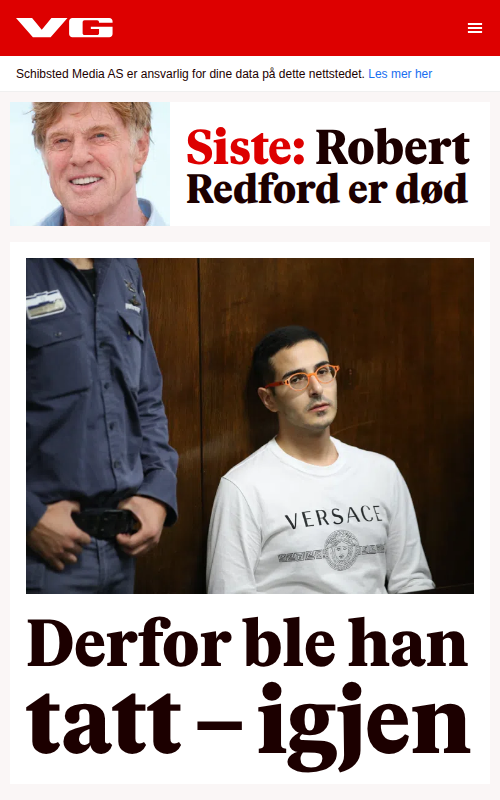 VG
Schibsted Media AS er ansvarlig for dine data på dette nettstedet. Les mer her
Siste: Robert
Redford er død
VERSACE
Derfor ble han
tatt – igjen